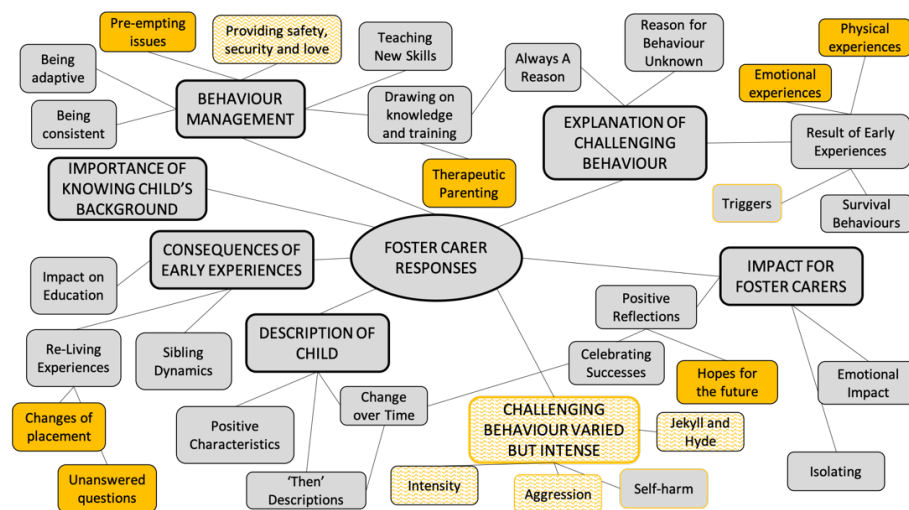 Pre-empting
issues
Providing safety,
security and love
Teaching
New Skills
Being
adaptive
Being
consistent
BEHAVIOUR
MANAGEMENT
Drawing on
knowledge
and training
Therapeutic
Parenting
Always A
Reason
Reason for
Behaviour
Unknown
EXPLANATION OF
CHALLENGING
BEHAVIOUR
Physical
experiences
Emotional
experiences
Result of Early
Experiences
Triggers
Survival
Behaviours
IMPORTANCE OF
KNOWING CHILD'S
BACKGROUND
FOSTER CARER
RESPONSES
CONSEQUENCES OF
EARLY EXPERIENCES
Impact on
Education
Re-Living
Experiences
Sibling
Dynamics
Changes of
placement
Unanswered
questions
DESCRIPTION OF
CHILD
Positive
Characteristics
Change
over Time
'Then'
Descriptions
IMPACT FOR
FOSTER CARERS
Positive
Reflections
Celebrating
Successes
Hopes for
the future
Emotional
Impact
Isolating
CHALLENGING
BEHAVIOUR VARIED
BUT INTENSE
Jekyll and
Hyde
Intensity
Aggression
Self-harm